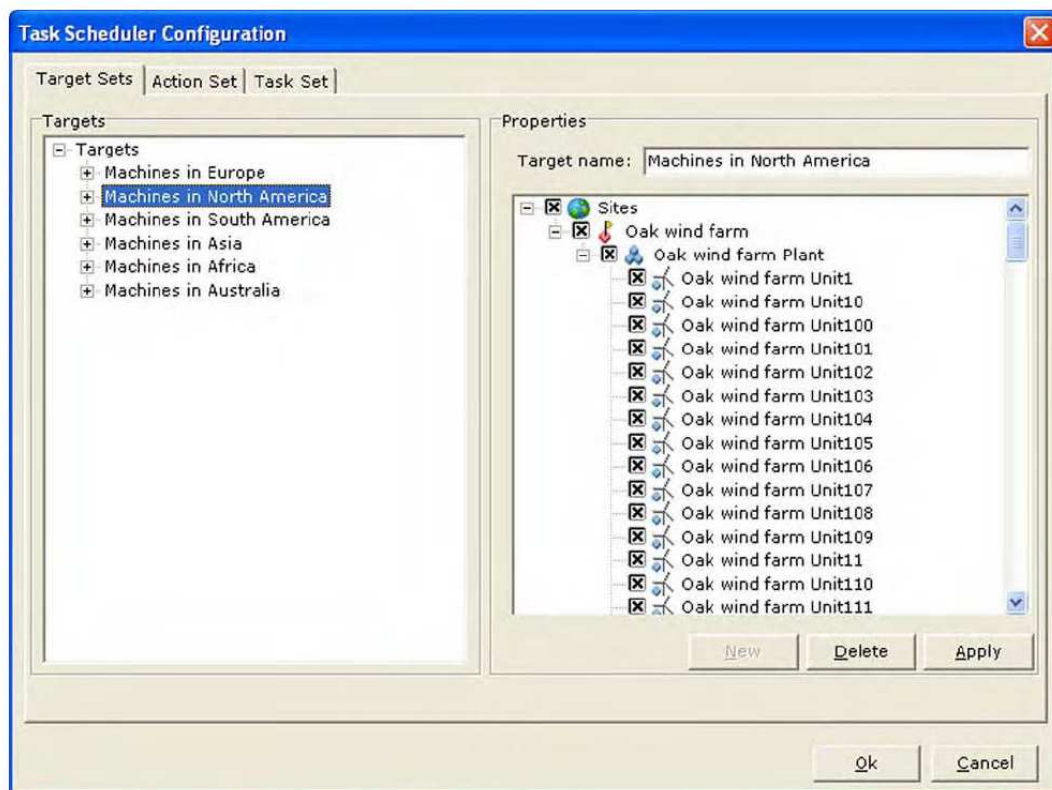 Task Scheduler Configuration
Target Sets
Action Set
Task Set
Targets
Targets
Machines in Europe
Machines in North America
Machines in South America
Machines in Asia
Machines in Africa
Machines in Australia
Properties
Target name: Machines in North America
Sites
Oak wind farm
Oak wind farm Plant
Oak wind farm Unit1
Oak wind farm Unit10
Oak wind farm Unit100
Oak wind farm Unit101
Oak wind farm Unit102
Oak wind farm Unit103
Oak wind farm Unit104
Oak wind farm Unit105
Oak wind farm Unit106
Oak wind farm Unit107
Oak wind farm Unit108
Oak wind farm Unit109
Oak wind farm Unit11
Oak wind farm Unit110
Oak wind farm Unit111
New
Delete
Apply
Ok
Cancel